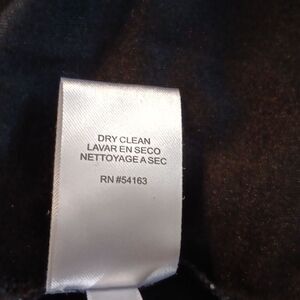 DRY CLEAN
LAVAR EN SECO
NETTOYAGE A SEC
RN #54163